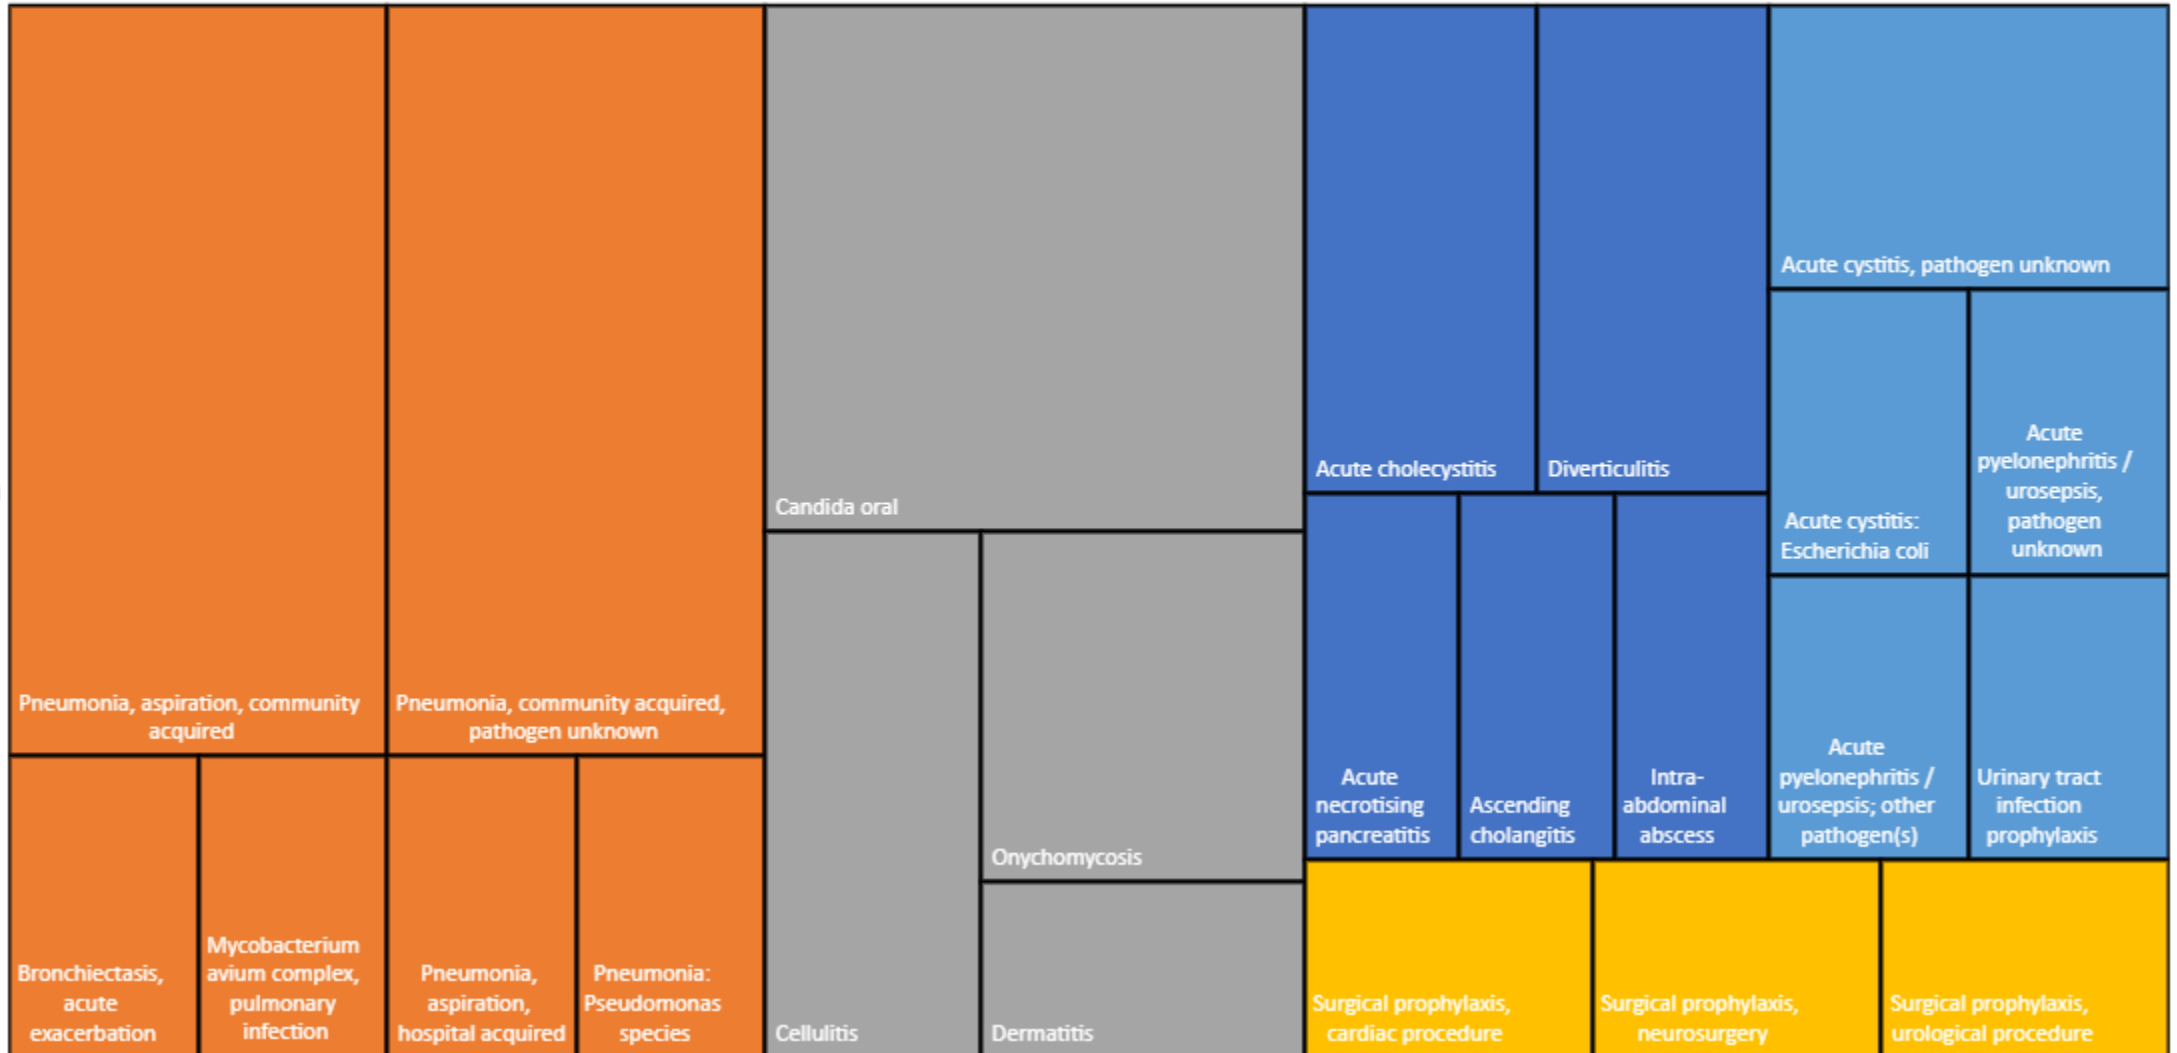 Pneumonia, aspiration, community
acquired
Pneumonia, community acquired,
pathogen unknown
Bronchiectasis,
acute
exacerbation
Mycobacterium
avium complex,
pulmonary
infection
Pneumonia,
aspiration,
hospital acquired
Pneumonia:
Pseudomonas
species
Candida oral
Cellulitis
Onychomycosis
Dermatitis
Acute cholecystitis
Diverticulitis
Acute
necrotising
pancreatitis
Ascending
cholangitis
Intra-
abdominal
abscess
Acute cystitis, pathogen unknown
Acute cystitis:
Escherichia coli
Acute
pyelonephritis /
urosepsis,
pathogen
unknown
Acute
pyelonephritis /
urosepsis; other
pathogen(s)
Urinary tract
infection
prophylaxis
Surgical prophylaxis,
cardiac procedure
Surgical prophylaxis,
neurosurgery
Surgical prophylaxis,
urological procedure